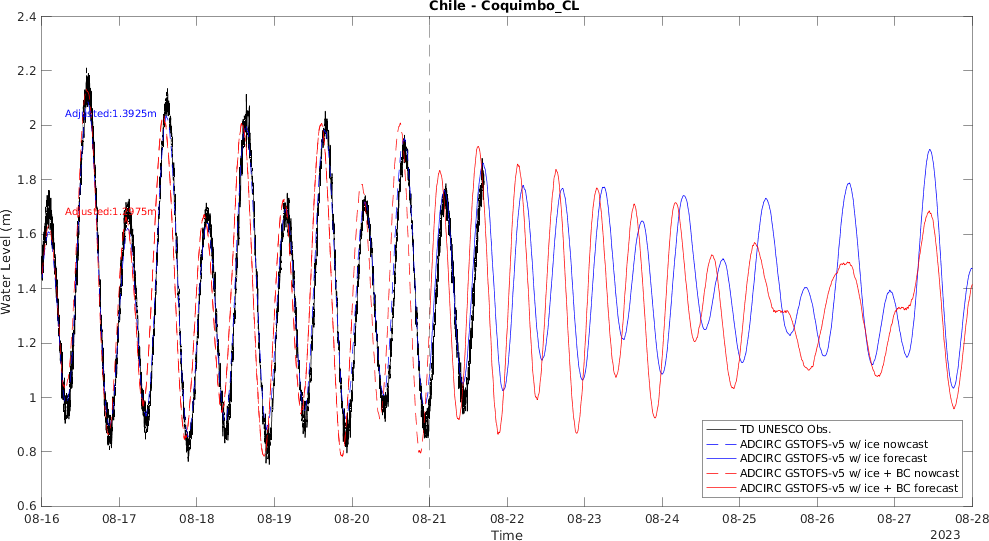 Chile - Coquimbo_CL
2.4
2.2
2
1.8
1.6
1.4
1.2
1
0.8
0.6
Water Level (m)
Adjusted:1.3925m
Adjusted:1.3975m
TD UNESCO Obs.
ADCIRC GSTOFS-v5 w/ ice nowcast
ADCIRC GSTOFS-v5 w/ ice forecast
ADCIRC GSTOFS-v5 w/ ice + BC nowcast
ADCIRC GSTOFS-v5 w/ ice + BC forecast
08-16 08-17 08-18 08-19 08-20 08-21 08-22 08-23 08-24 08-25 08-26 08-27 08-28
Time
2023